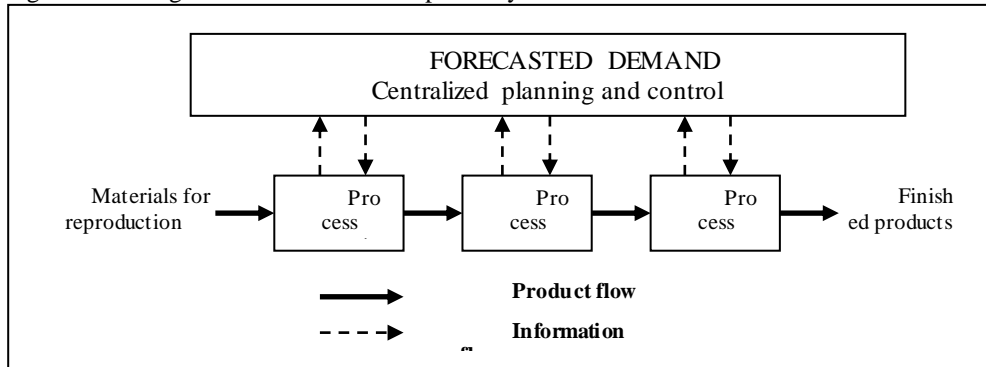 FORECASTED DEMAND
Centralized planning and control
Materials for
reproduction
Pro
cess
Pro
cess
Pro
cess
Finish
ed products
Product flow
Information